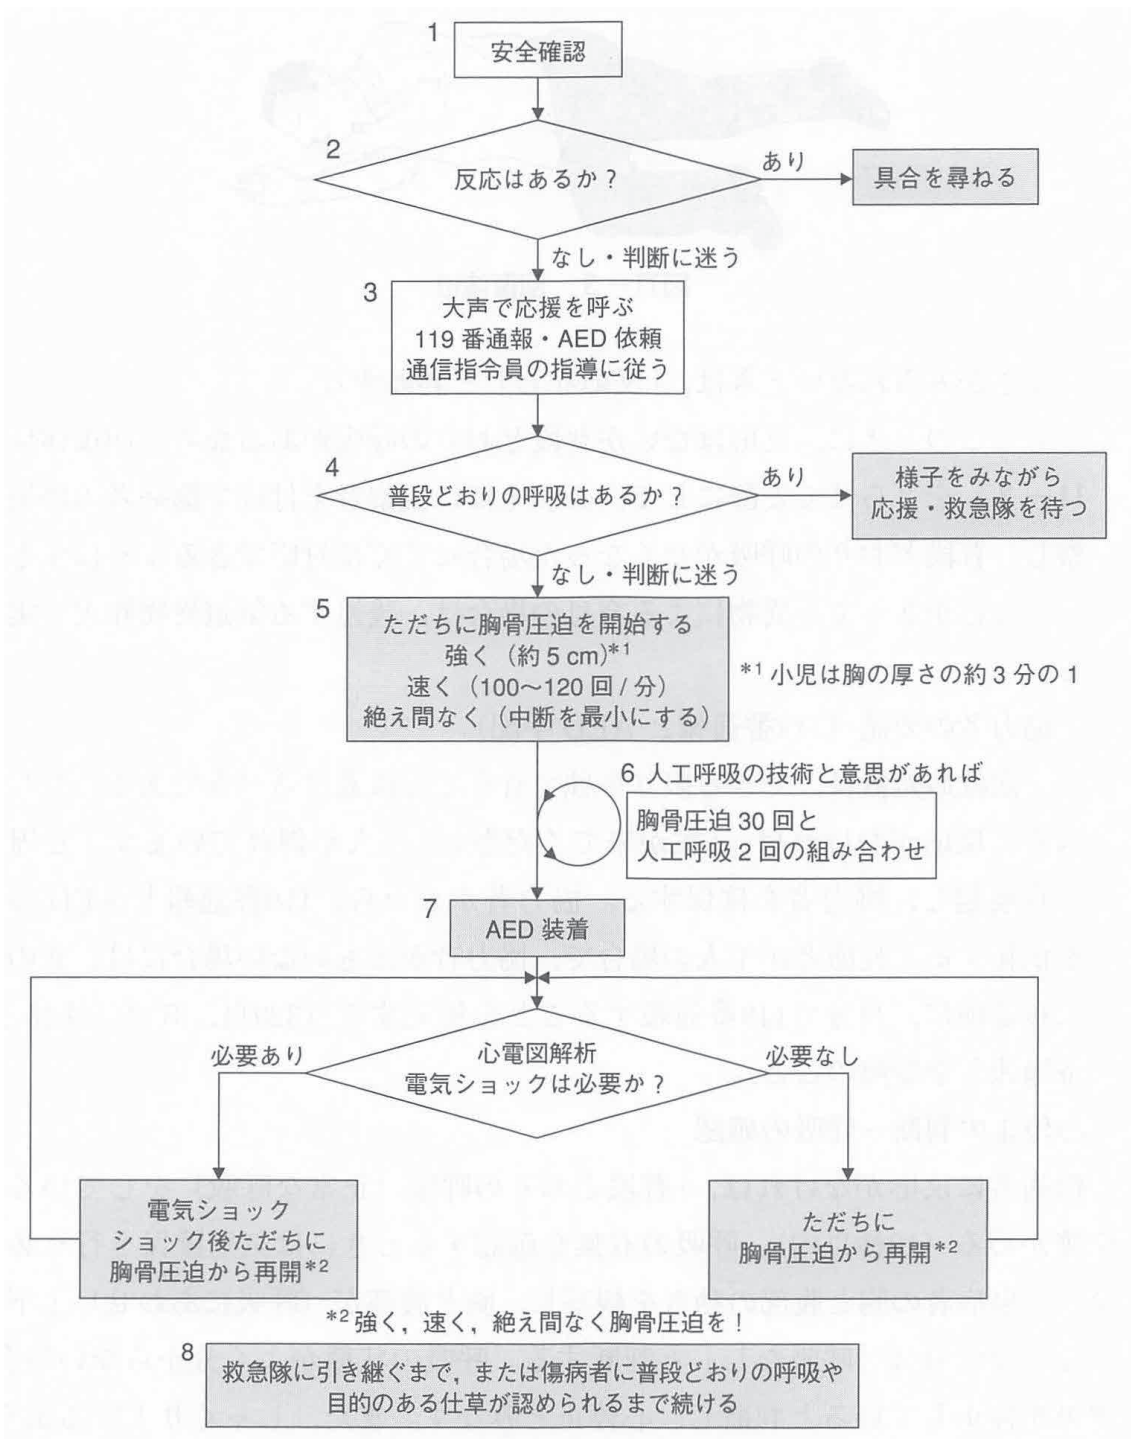 1
安全確認
2
反応はあるか？
あり
具合を尋ねる
なし・判断に迷う
3
大声で応援を呼ぶ
119 番通報・AED 依頼
通信指令員の指導に従う
4
普段どおりの呼吸はあるか？
あり
様子をみながら
応援・救急隊を待つ
なし・判断に迷う
5
ただちに胸骨圧迫を開始する
強く（約 5 cm)*1
速く（100〜120 回 / 分）
絶え間なく（中断を最小にする）
*1 小児は胸の厚さの約 3 分の 1
6 人工呼吸の技術と意思があれば
胸骨圧迫 30 回と
人工呼吸 2 回の組み合わせ
7
AED 装着
心電図解析
電気ショックは必要か？
必要あり
必要なし
電気ショック
ショック後ただちに
胸骨圧迫から再開*2
ただちに
胸骨圧迫から再開*2
*2 強く，速く，絶え間なく胸骨圧迫を！
8
救急隊に引き継ぐまで，または傷病者に普段どおりの呼吸や
目的のある仕草が認められるまで続ける